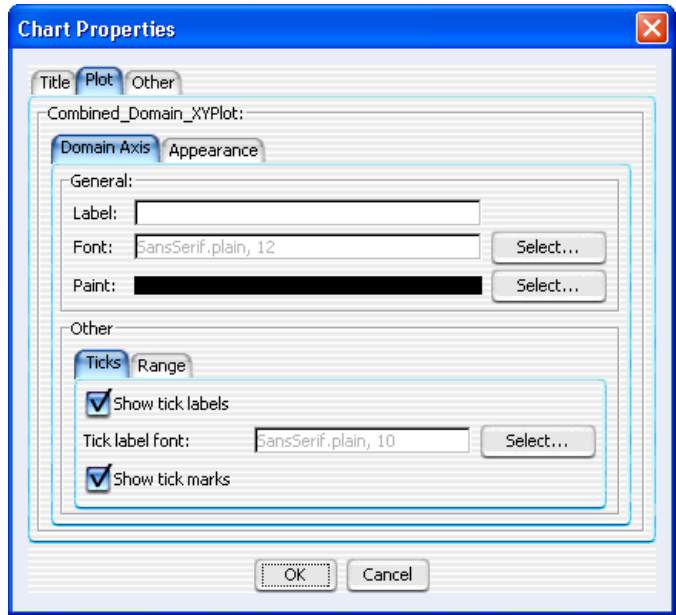 Chart Properties
Title Plot Other
Combined_Domain_XYPlot:
Domain Axis Appearance
General:
Label:
Font: SansSerif.plain, 12 Select...
Paint: Select...
Other
Ticks Range
Show tick labels
Tick label font: SansSerif.plain, 10 Select...
Show tick marks
OK Cancel